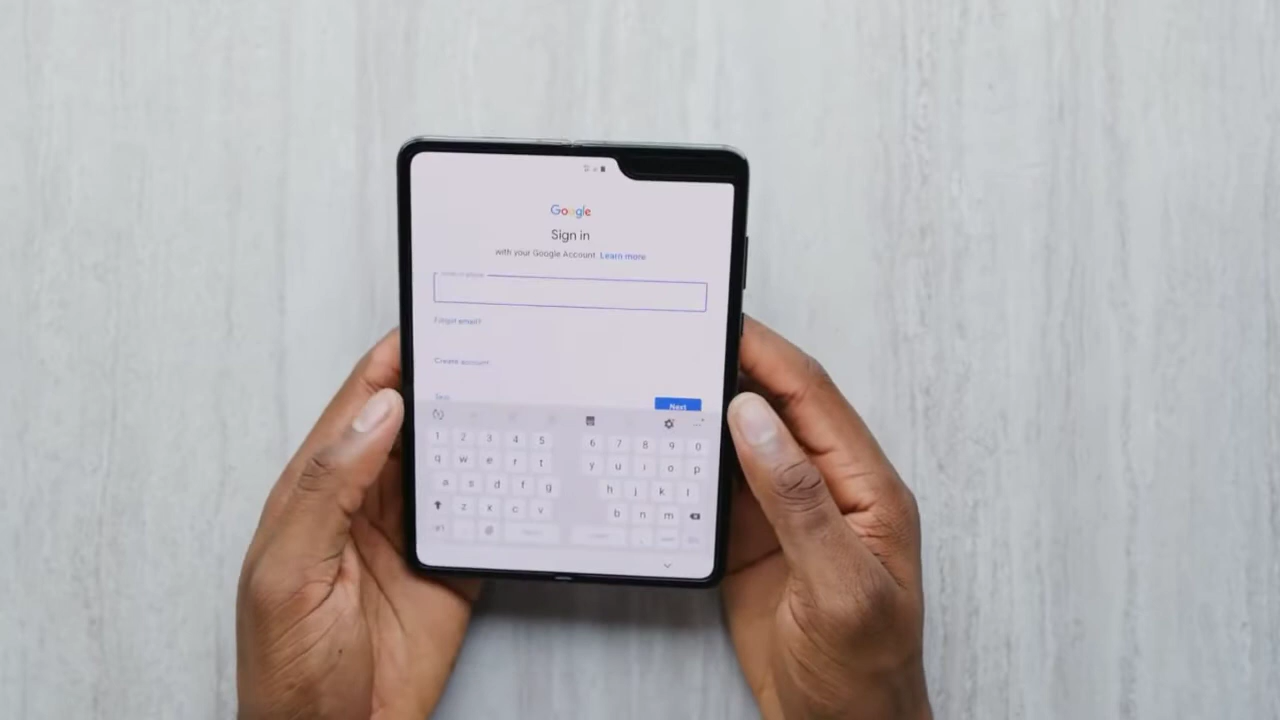 Google
Sign in
with your Google Account. Learn more
Forgot email?
Create account
Skip
Next
1 2 3 4 5 6 7 8 9 0
q w e r t y u i o p
a s d f g h j k l
z x c v b n m